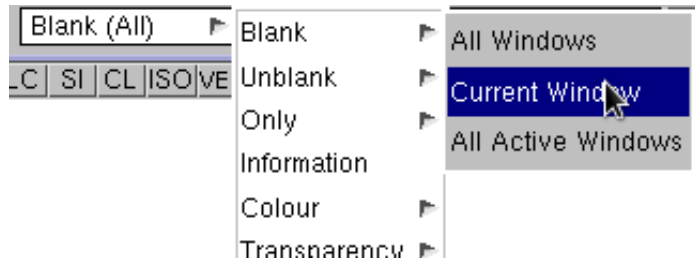 Blank (All)
LC SI CL ISO VE
Blank
Unblank
Only
Information
Colour
Transparency
All Windows
Current Window
All Active Windows